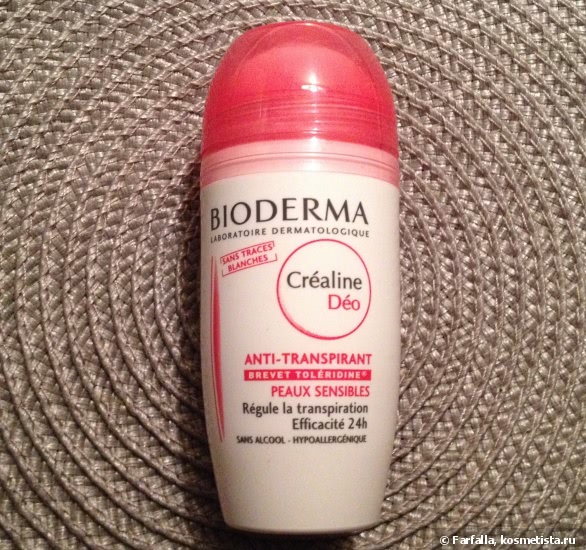 BIODERMA
LABORATOIRE DERMATOLOGIQUE
SANS TRACES
BLANCHES
Créaline
Déo
ANTI-TRANSPIRANT
BREVET TOLÉRIDINE®
PEAUX SENSIBLES
Régule la transpiration
Efficacité 24h
SANS ALCOOL - HYPOALLERGÉNIQUE
© Farfalla, kosmetista.ru